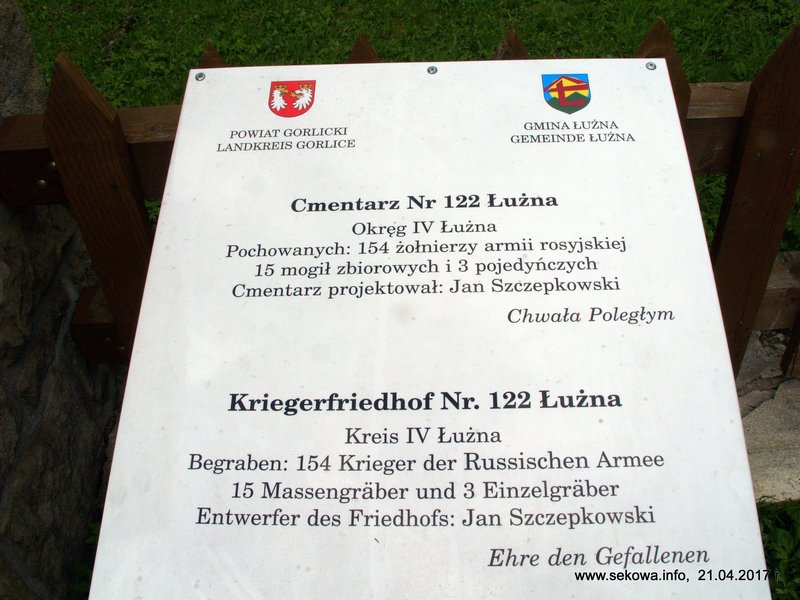 POWIAT GORLICKI
LANDKREIS GORLICE
GMINA ŁUŻNA
GEMEINDE ŁUŻNA
Cmentarz Nr 122 Łużna
Okręg IV Łużna
Pochowanych: 154 żołnierzy armii rosyjskiej
15 mogił zbiorowych i 3 pojedyńczych
Cmentarz projektował: Jan Szczepkowski
Chwała Poległym
Kriegerfriedhof Nr. 122 Łużna
Kreis IV Łużna
Begraben: 154 Krieger der Russischen Armee
15 Massengräber und 3 Einzelgräber
Entwerfer des Friedhofs: Jan Szczepkowski
Ehre den Gefallenen
www.sekowa.info, 21.04.2017 r.